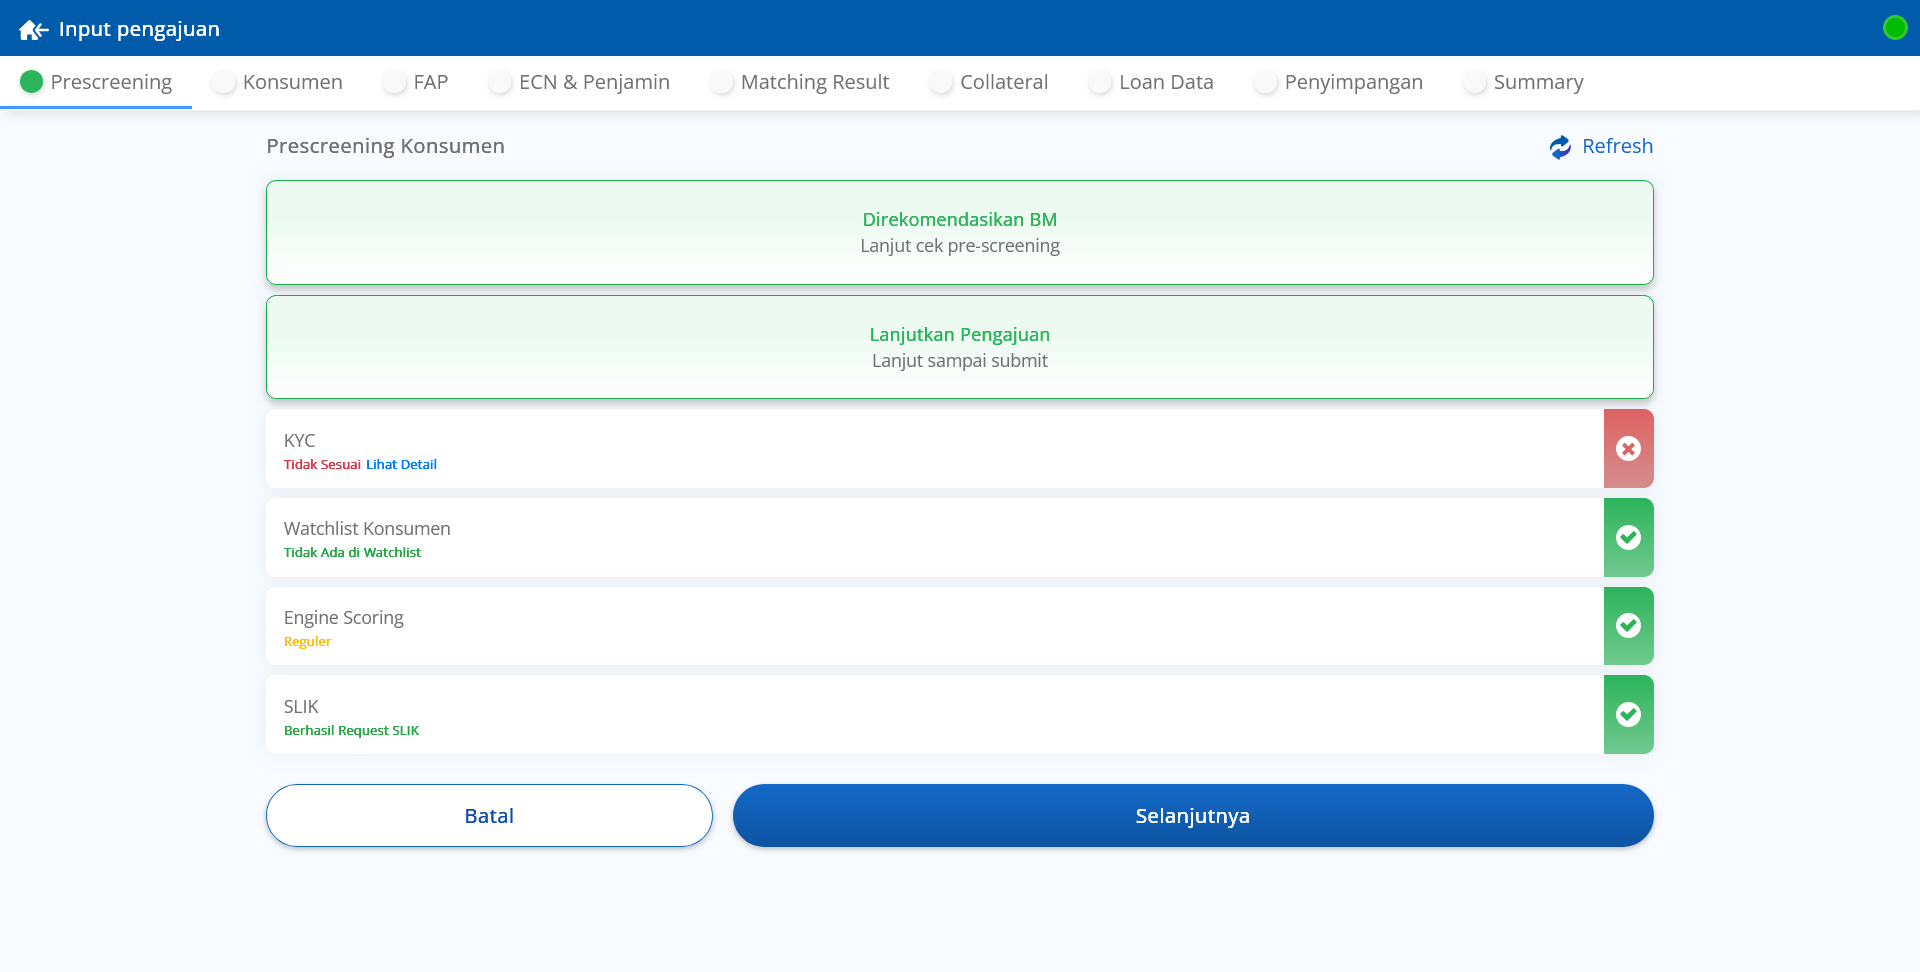 Input pengajuan
Prescreening
Konsumen
FAP
ECN & Penjamin
Matching Result
Collateral
Loan Data
Penyimpangan
Summary
Prescreening Konsumen
Refresh
Direkomendasikan BM
Lanjut cek pre-screening
Lanjutkan Pengajuan
Lanjut sampai submit
KYC
Tidak Sesuai Lihat Detail
Watchlist Konsumen
Tidak Ada di Watchlist
Engine Scoring
Reguler
SLIK
Berhasil Request SLIK
Batal
Selanjutnya